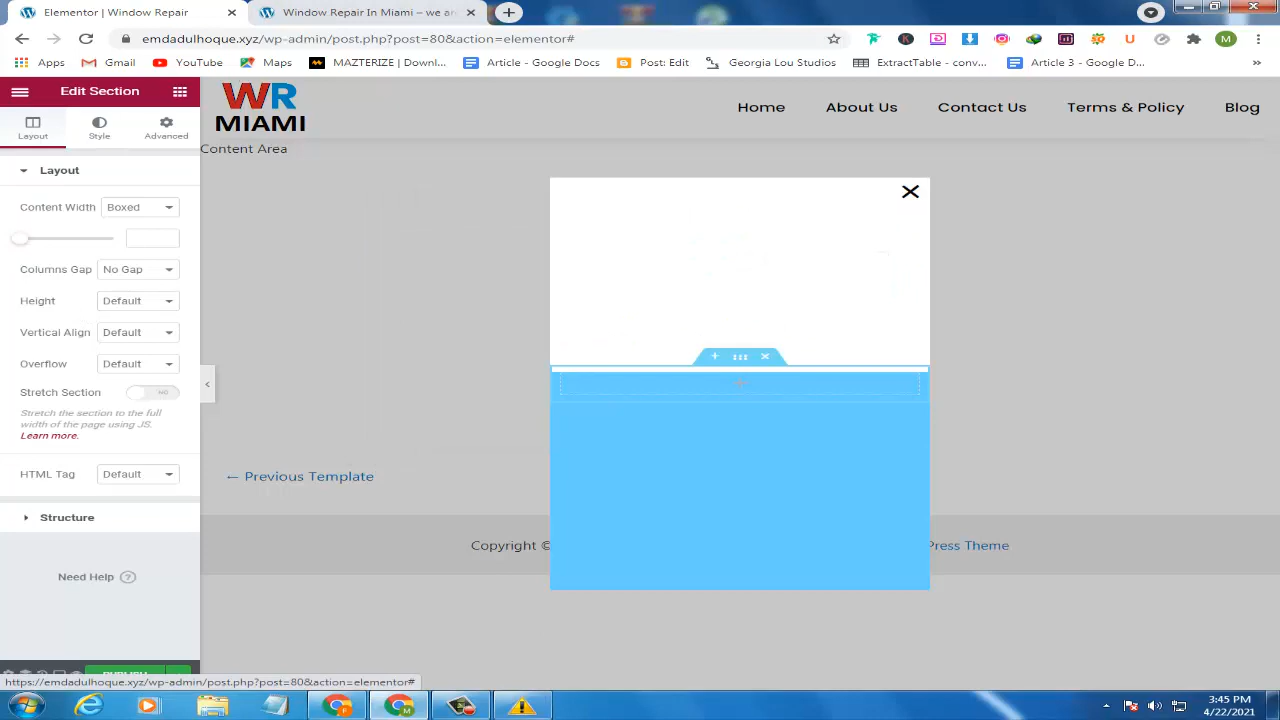 Elementor | Window Repair
Window Repair In Miami – we ar
emdadulhoque.xyz/wp-admin/post.php?post=80&action=elementor#
M
Apps
Gmail
YouTube
Maps
MAZTERIZE | Downl...
Article - Google Docs
Post Edit
Georgia Lou Studios
ExtractTable - conv...
Article 3 - Google D...
Edit Section
Layout
Style
Advanced
WR
MIAMI
Home
About Us
Contact Us
Terms & Policy
Blog
Content Area
Layout
Content Width
Boxed
Columns Gap
No Gap
Height
Default
Vertical Align
Default
Overflow
Default
Stretch Section
NO
Stretch the section to the full
width of the page using JS.
Learn more.
HTML Tag
Default
← Previous Template
Structure
Copyright ©
Press Theme
Need Help ?
PUBLISH
https://emdadulhoque.xyz/wp-admin/post.php?post=80&action=elementor#
3:45 PM
4/22/2021